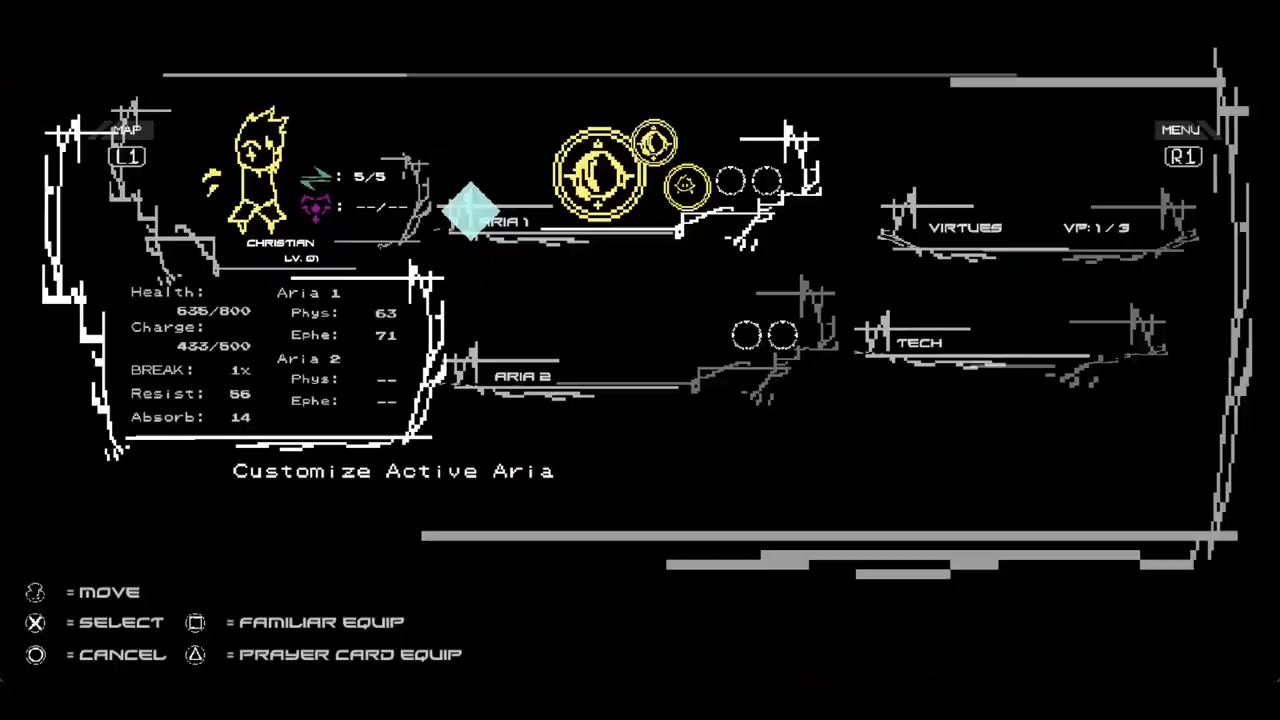 MAP
L1
MENU
R1
: 5/5
: --/--
CHRISTIAN
LV. 01
ARIA 1
VIRTUES VP: 1 / 3
Health: 635/800
Charge: 433/500
BREAK: 1x
Resist: 56
Absorb: 14
Aria 1
Phys: 63
Ephe: 71
Aria 2
Phys: --
Ephe: --
ARIA 2
TECH
Customize Active Aria
= MOVE
= SELECT
= FAMILIAR EQUIP
= CANCEL
= PRAYER CARD EQUIP